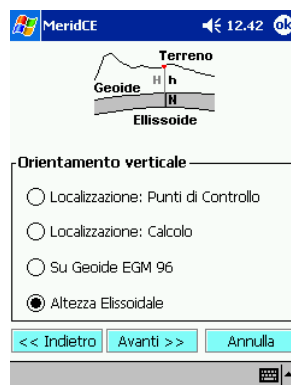 MeridCE 12.42 ok
Terreno
Geoide H h
N
Ellissoide
Orientamento verticale
Localizzazione: Punti di Controllo
Localizzazione: Calcolo
Su Geoide EGM 96
Altezza Elissoidale
<< Indietro Avanti >> Annulla